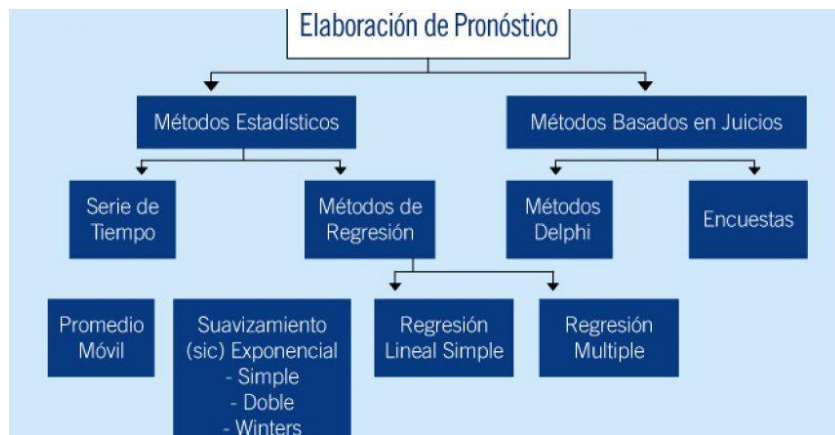 Elaboración de Pronóstico
Métodos Estadísticos
Métodos Basados en Juicios
Serie de
Tiempo
Métodos de
Regresión
Métodos
Delphi
Encuestas
Promedio
Móvil
Suavizamiento
(sic) Exponencial
- Simple
- Doble
- Winters
Regresión
Lineal Simple
Regresión
Multiple